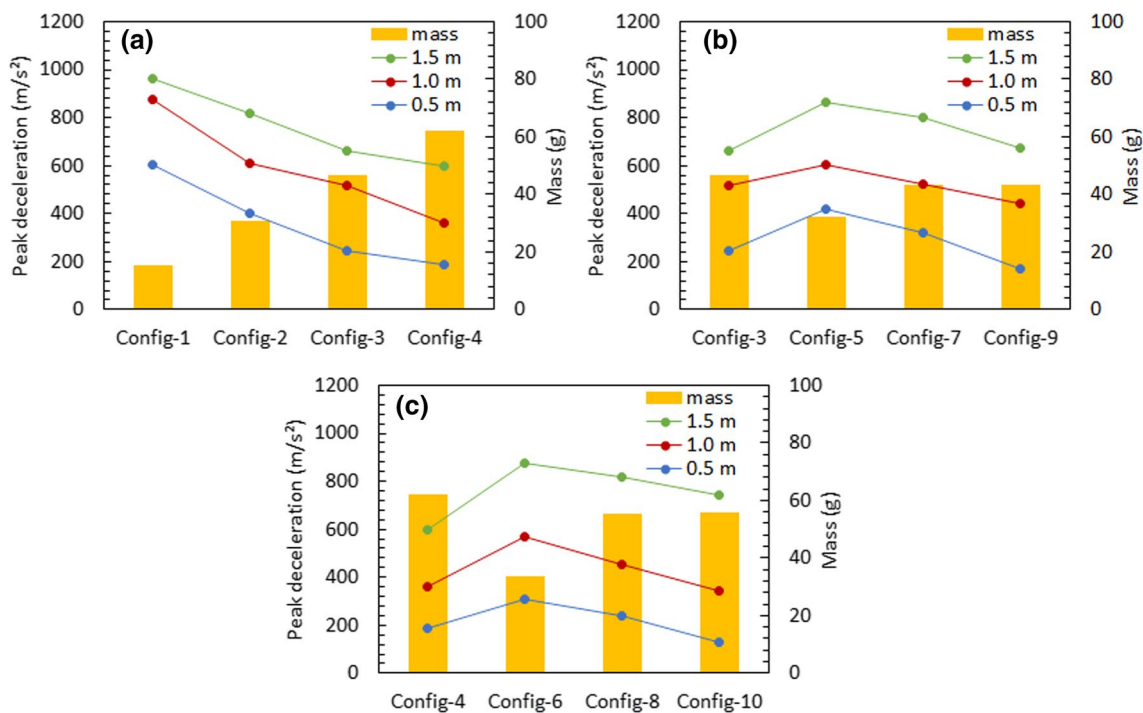 (a)
mass
1.5 m
1.0 m
0.5 m
Peak deceleration (m/s²)
1200
1000
800
600
400
200
0
Mass (g)
100
80
60
40
20
0
Config-1 Config-2 Config-3 Config-4
(b)
mass
1.5 m
1.0 m
0.5 m
Peak deceleration (m/s²)
1200
1000
800
600
400
200
0
Mass (g)
100
80
60
40
20
0
Config-3 Config-5 Config-7 Config-9
(c)
mass
1.5 m
1.0 m
0.5 m
Peak deceleration (m/s²)
1200
1000
800
600
400
200
0
Mass (g)
100
80
60
40
20
0
Config-4 Config-6 Config-8 Config-10